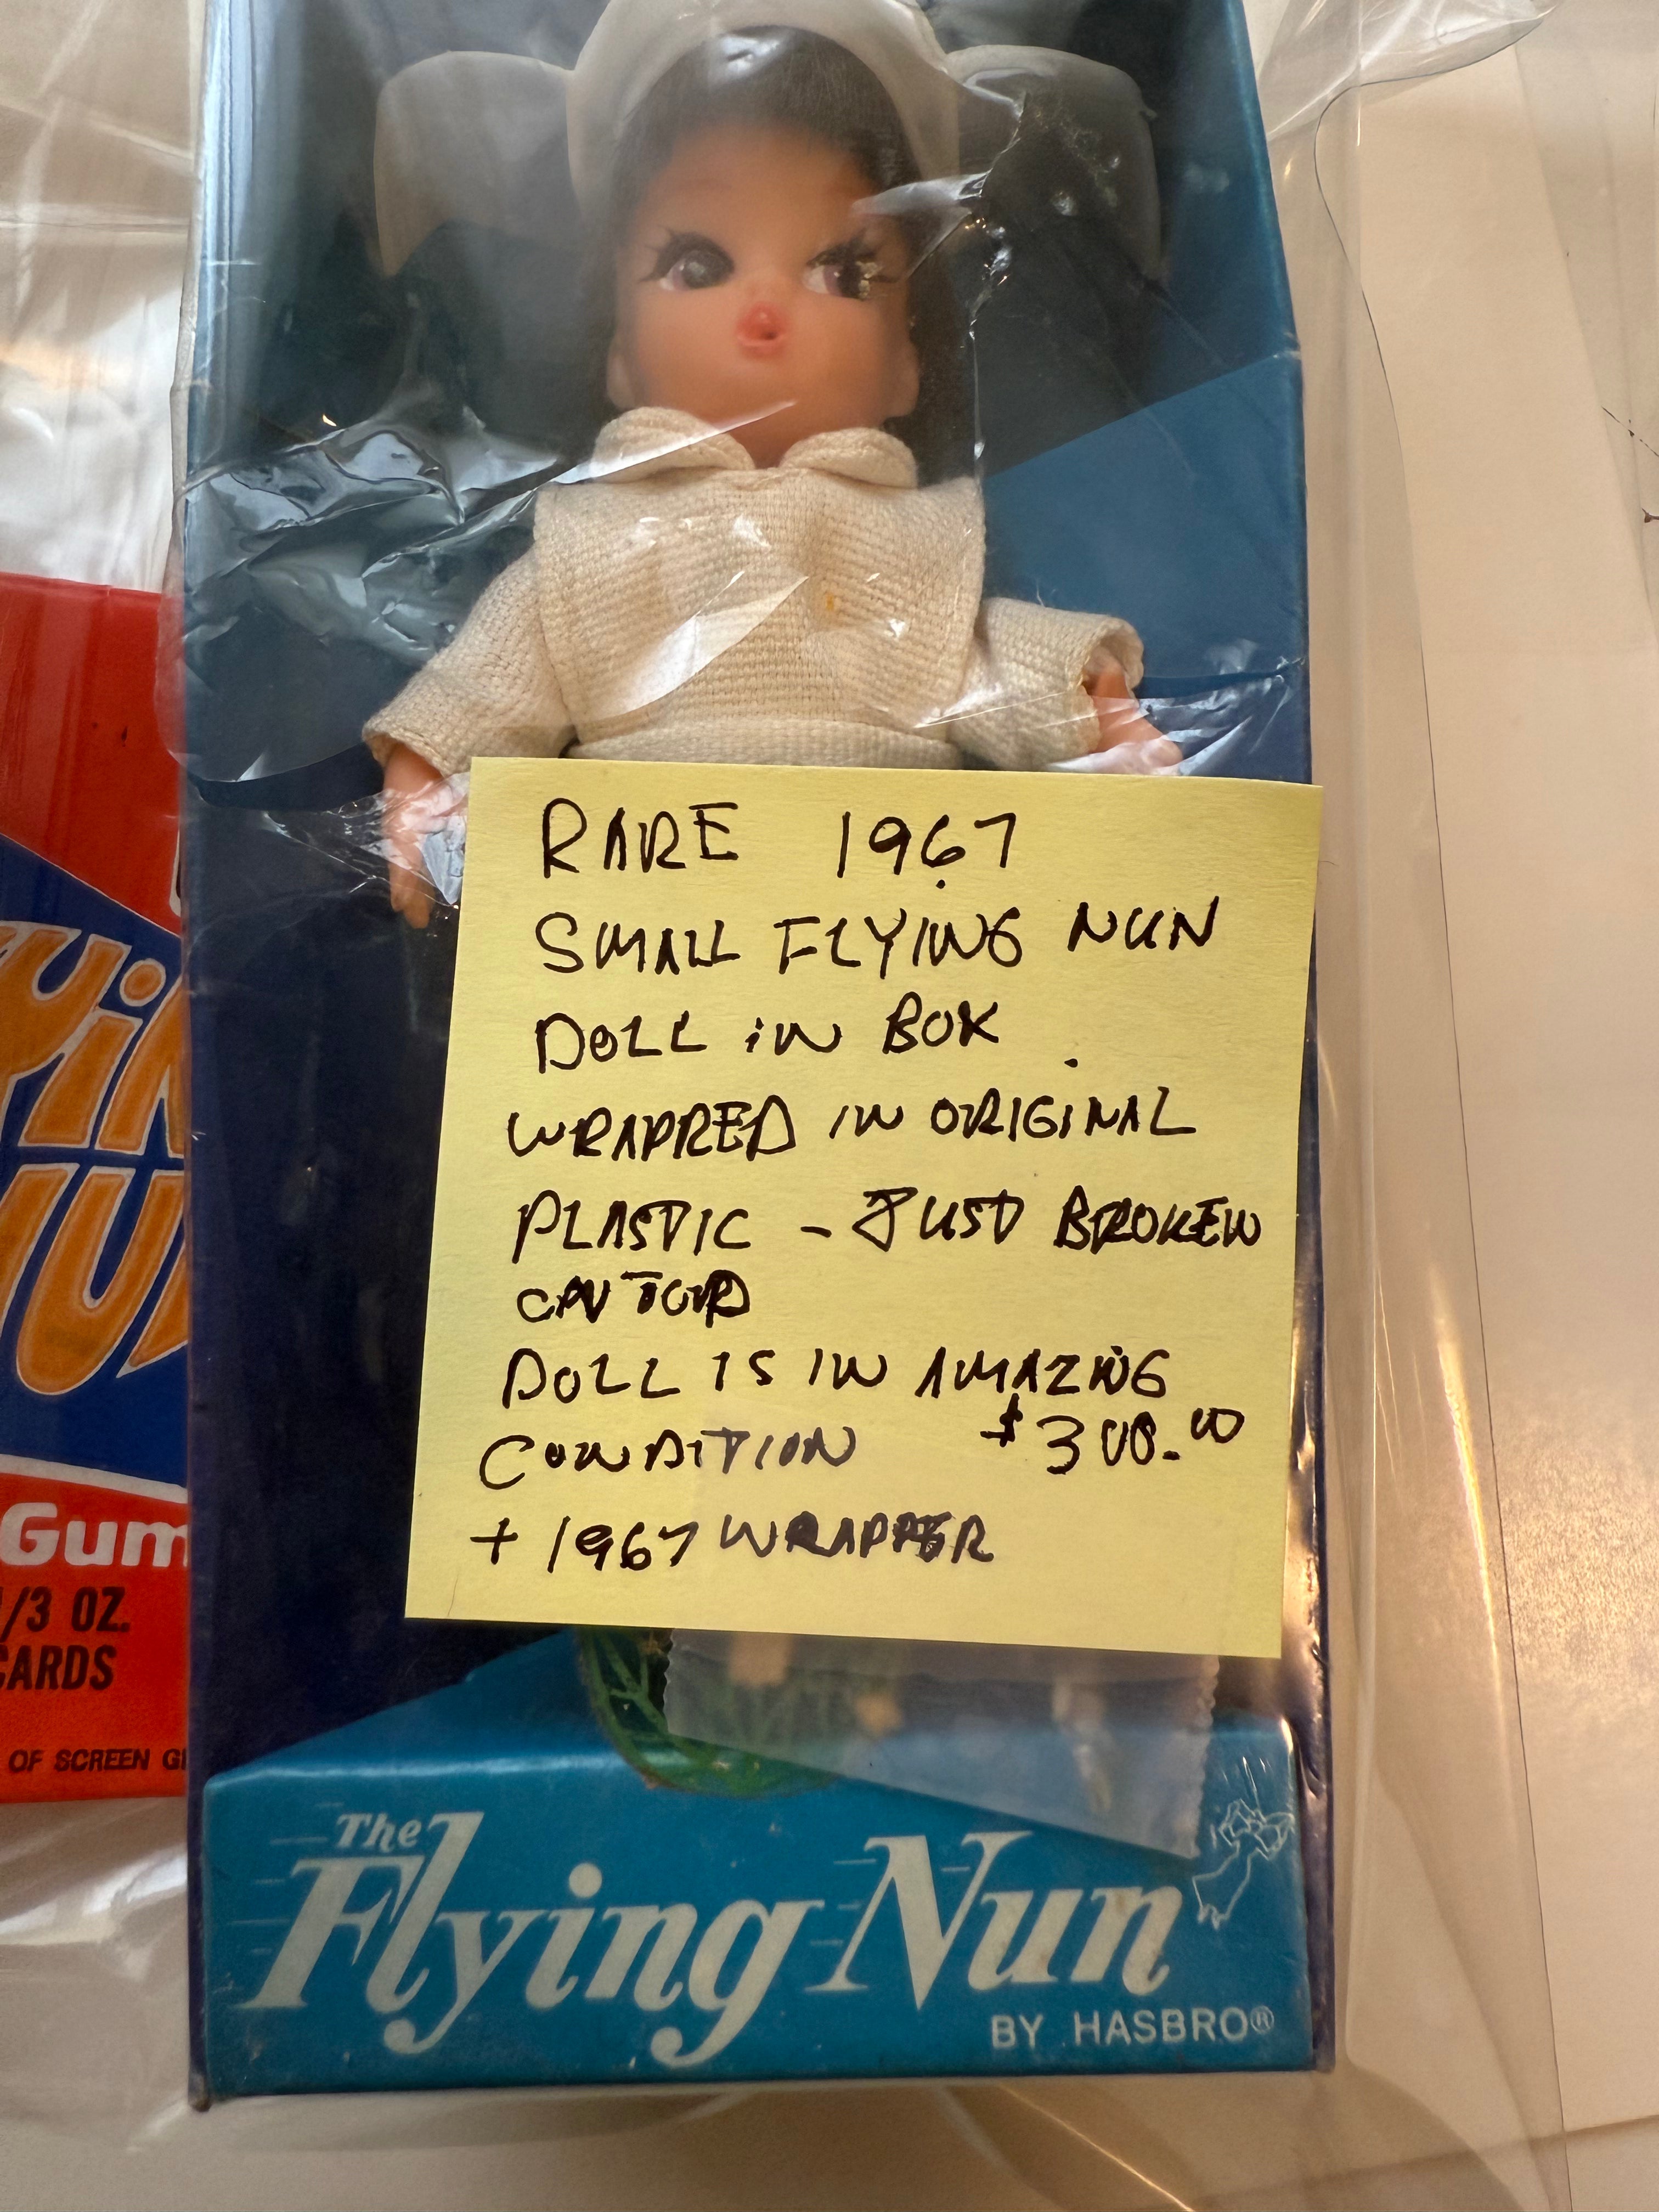 RARE 1967
SMALL FLYING NUN
DOLL iN BOX
WRAPPED IN ORIGINAL
PLASTIC - JUST BROKEN
DOLL IS IN AMAZING
CONDITION $300.00
+ 1967 WRAPPER
Gum
/3 OZ.
CARDS
OF SCREEN G
The
Flying Nun
BY HASBRO®